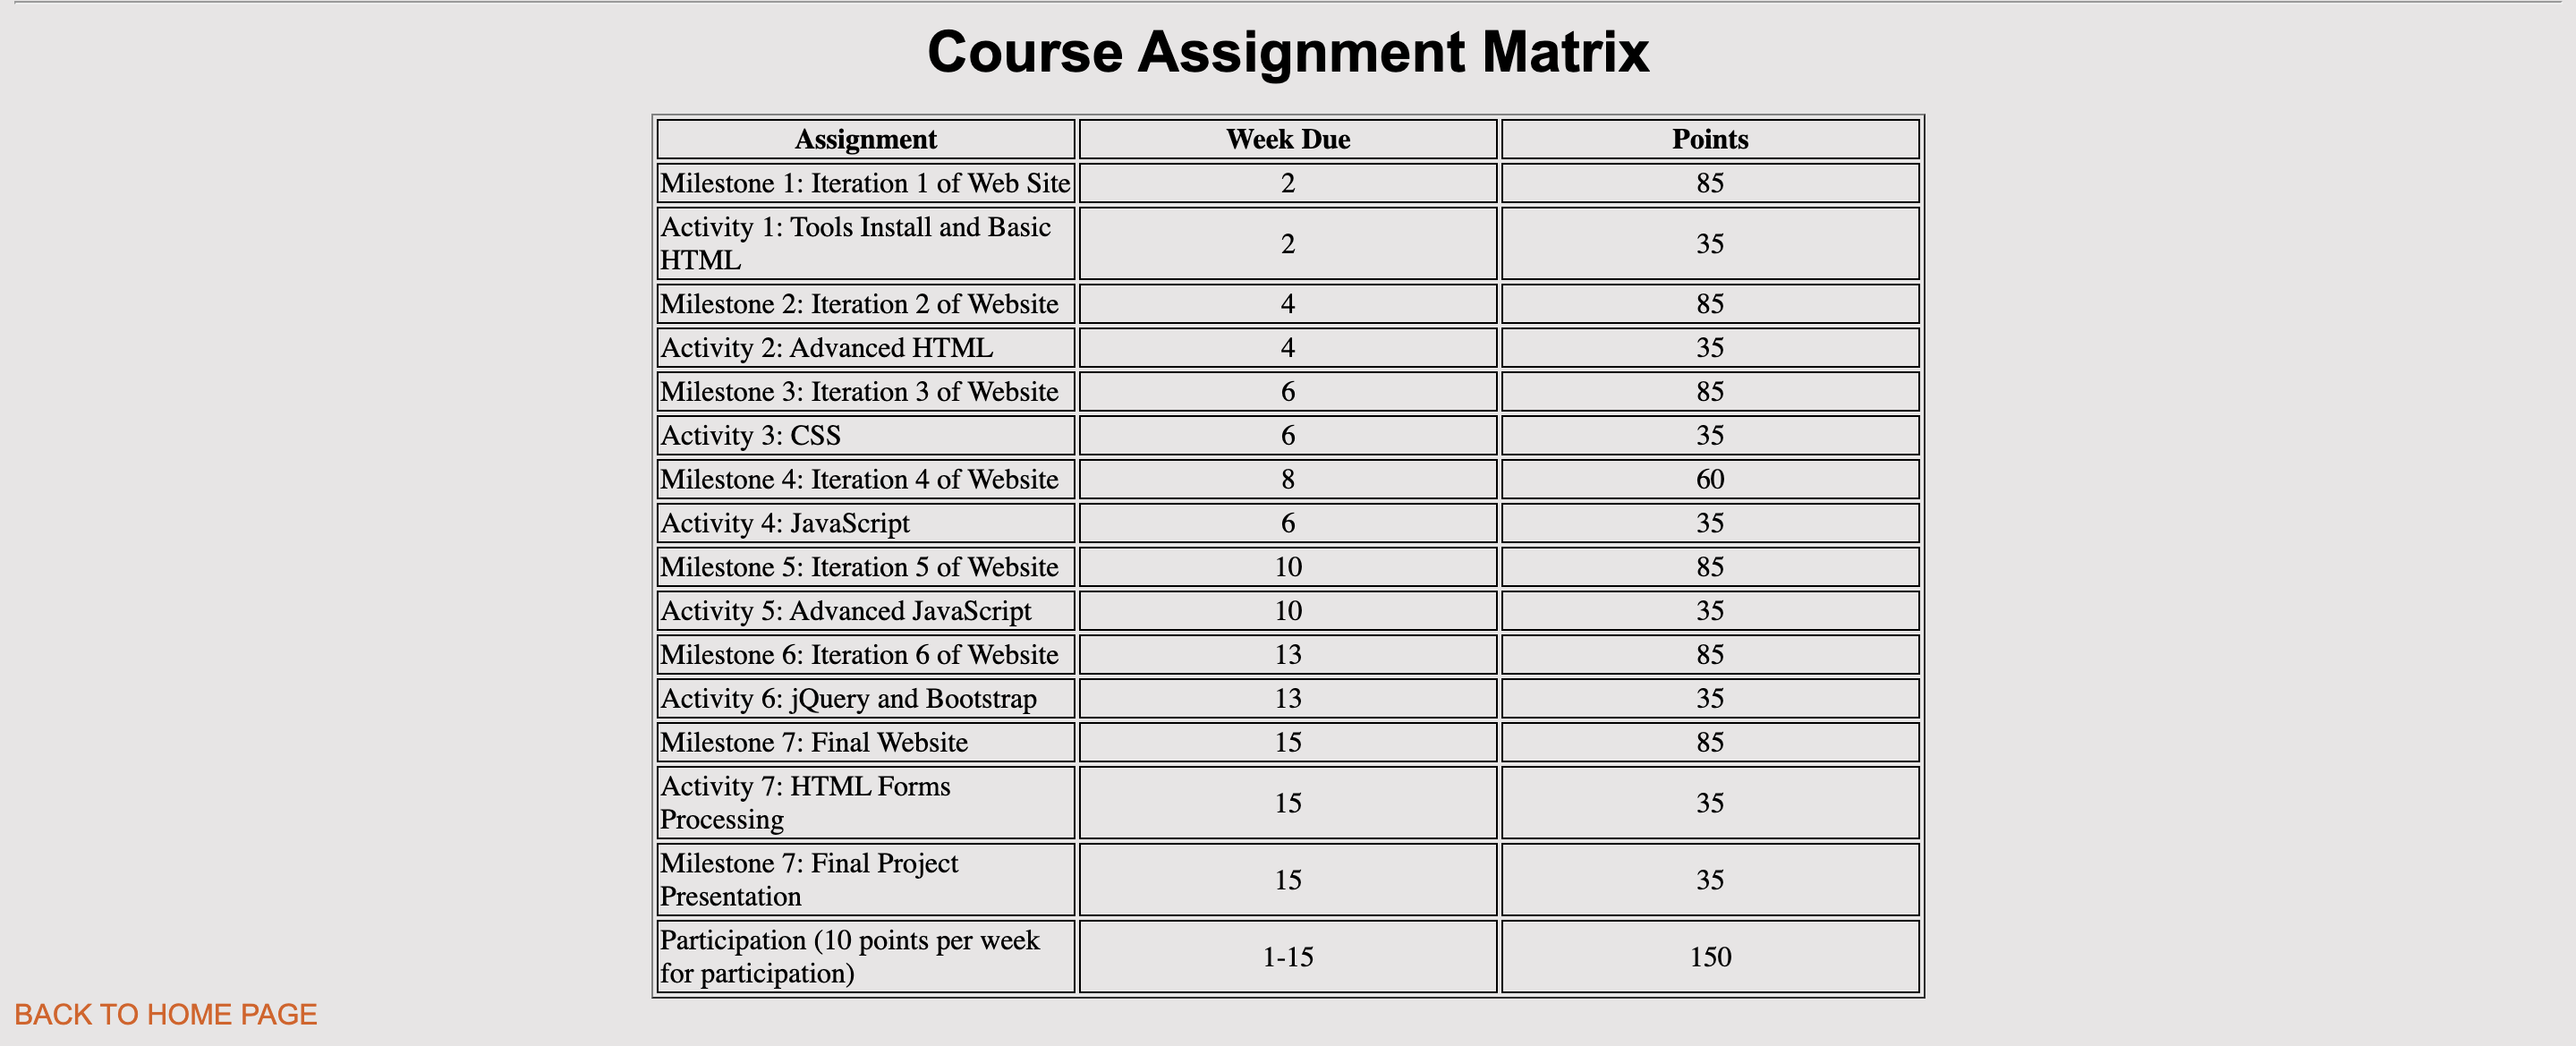 Course Assignment Matrix
Assignment Week Due Points
Milestone 1: Iteration 1 of Web Site 2 85
Activity 1: Tools Install and Basic
HTML 2 35
Milestone 2: Iteration 2 of Website 4 85
Activity 2: Advanced HTML 4 35
Milestone 3: Iteration 3 of Website 6 85
Activity 3: CSS 6 35
Milestone 4: Iteration 4 of Website 8 60
Activity 4: JavaScript 6 35
Milestone 5: Iteration 5 of Website 10 85
Activity 5: Advanced JavaScript 10 35
Milestone 6: Iteration 6 of Website 13 85
Activity 6: jQuery and Bootstrap 13 35
Milestone 7: Final Website 15 85
Activity 7: HTML Forms
Processing 15 35
Milestone 7: Final Project
Presentation 15 35
Participation (10 points per week
for participation) 1-15 150
BACK TO HOME PAGE